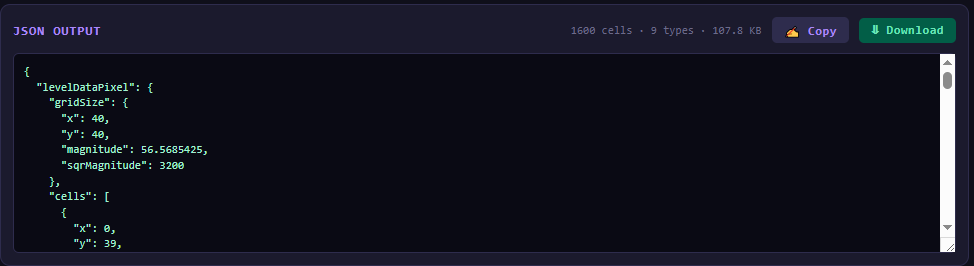 JSON OUTPUT 1600 cells · 9 types · 107.8 KB Copy Download
{
"levelDataPixel": {
"gridSize": {
"x": 40,
"y": 40,
"magnitude": 56.5685425,
"sqrMagnitude": 3200
},
"cells": [
{
"x": 0,
"y": 39,